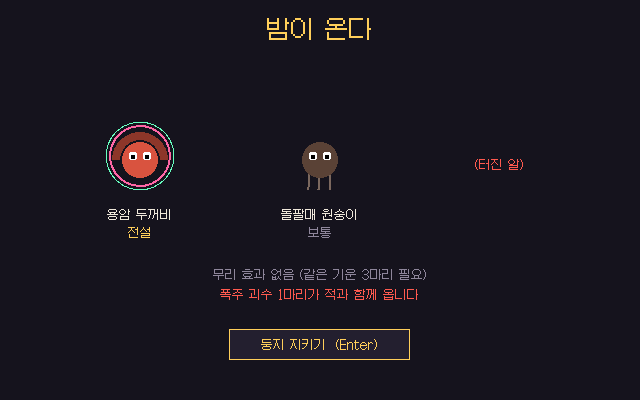 밤이 온다
(터진 알)
용암 두꺼비
돌팔매 원숭이
전설
보통
무리 효과 없음 (같은 기운 3마리 필요)
폭주 괴수 1마리가 적과 함께 옵니다
둥지 지키기 (Enter)